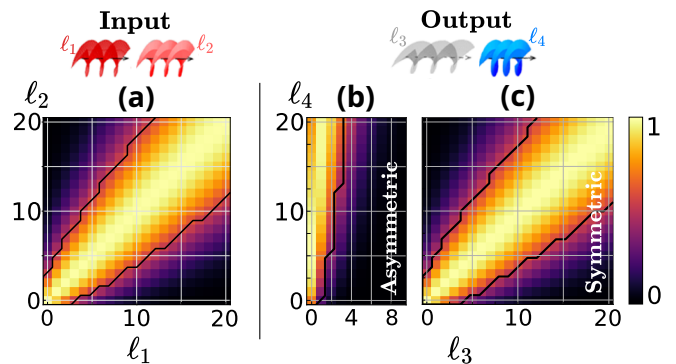 Input
Output
ℓ1 ℓ2
ℓ3 ℓ4
ℓ2 (a) ℓ4 (b) (c)
20
10
0
0 10 20
ℓ1
20
10
0
0 4 8
Asymmetric
0 10 20
Symmetric
ℓ3
1
0